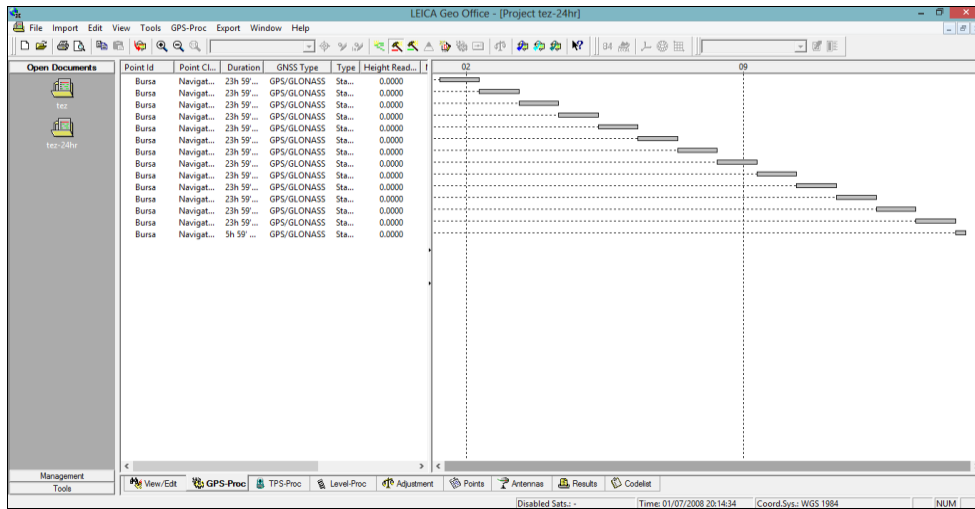 LEICA Geo Office - [Project tez-24hr]
File Import Edit View Tools GPS-Proc Export Window Help
Open Documents
tez
tez-24hr
Management
Tools
Point Id Point Cl... Duration GNSS Type Type Height Read...
Bursa Navigat... 23h 59'... GPS/GLONASS Sta... 0.0000
Bursa Navigat... 23h 59'... GPS/GLONASS Sta... 0.0000
Bursa Navigat... 23h 59'... GPS/GLONASS Sta... 0.0000
Bursa Navigat... 23h 59'... GPS/GLONASS Sta... 0.0000
Bursa Navigat... 23h 59'... GPS/GLONASS Sta... 0.0000
Bursa Navigat... 23h 59'... GPS/GLONASS Sta... 0.0000
Bursa Navigat... 23h 59'... GPS/GLONASS Sta... 0.0000
Bursa Navigat... 23h 59'... GPS/GLONASS Sta... 0.0000
Bursa Navigat... 23h 59'... GPS/GLONASS Sta... 0.0000
Bursa Navigat... 23h 59'... GPS/GLONASS Sta... 0.0000
Bursa Navigat... 23h 59'... GPS/GLONASS Sta... 0.0000
Bursa Navigat... 23h 59'... GPS/GLONASS Sta... 0.0000
Bursa Navigat... 23h 59'... GPS/GLONASS Sta... 0.0000
Bursa Navigat... 5h 59' ... GPS/GLONASS Sta... 0.0000
02 09
View/Edit GPS-Proc TPS-Proc Level-Proc Adjustment Points Antennas Results Codelist
Disabled Sats.: - Time: 01/07/2008 20:14:34 Coord.Sys.: WGS 1984 NUM